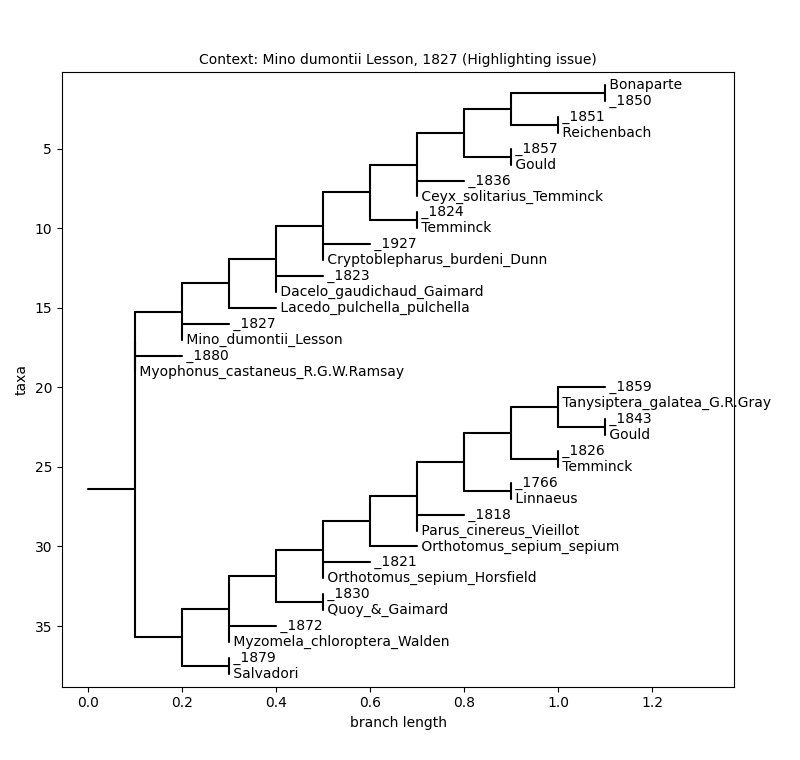 Context: Mino dumontii Lesson, 1827 (Highlighting issue)
Bonaparte
_1850
_1851
Reichenbach
_1857
Gould
_1836
Ceyx_solitarius_Temminck
_1824
Temminck
_1927
Cryptoblepharus_burdeni_Dunn
_1823
Dacelo_gaudichaud_Gaimard
Lacedo_pulchella_pulchella
_1827
Mino_dumontii_Lesson
_1880
Myophonus_castaneus_R.G.W.Ramsay
_1859
Tanysiptera_galatea_G.R.Gray
_1843
Gould
_1826
Temminck
_1766
Linnaeus
_1818
Parus_cinereus_Vieillot
Orthotomus_sepium_sepium
_1821
Orthotomus_sepium_Horsfield
_1830
Quoy_&_Gaimard
_1872
Myzomela_chloroptera_Walden
_1879
Salvadori
taxa
5
10
15
20
25
30
35
0.0 0.2 0.4 0.6 0.8 1.0 1.2
branch length